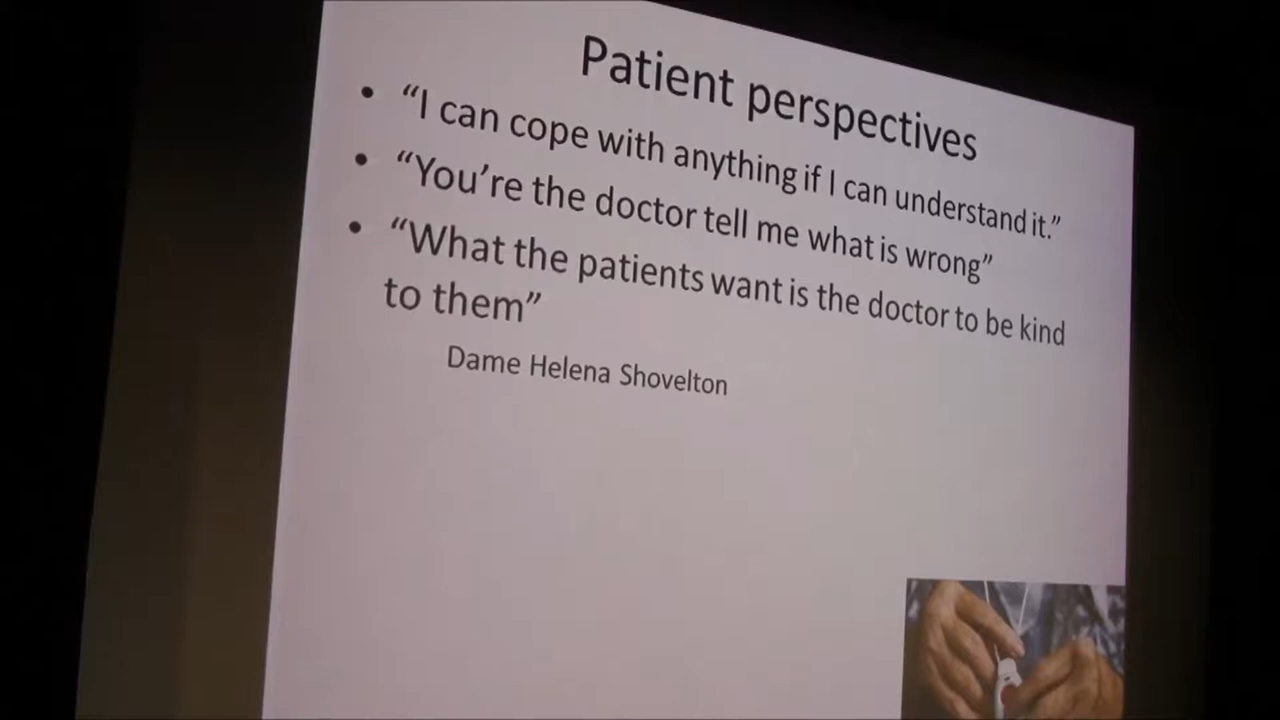 Patient perspectives
• “I can cope with anything if I can understand it.”
• “You’re the doctor tell me what is wrong”
• “What the patients want is the doctor to be kind
to them”
Dame Helena Shovelton